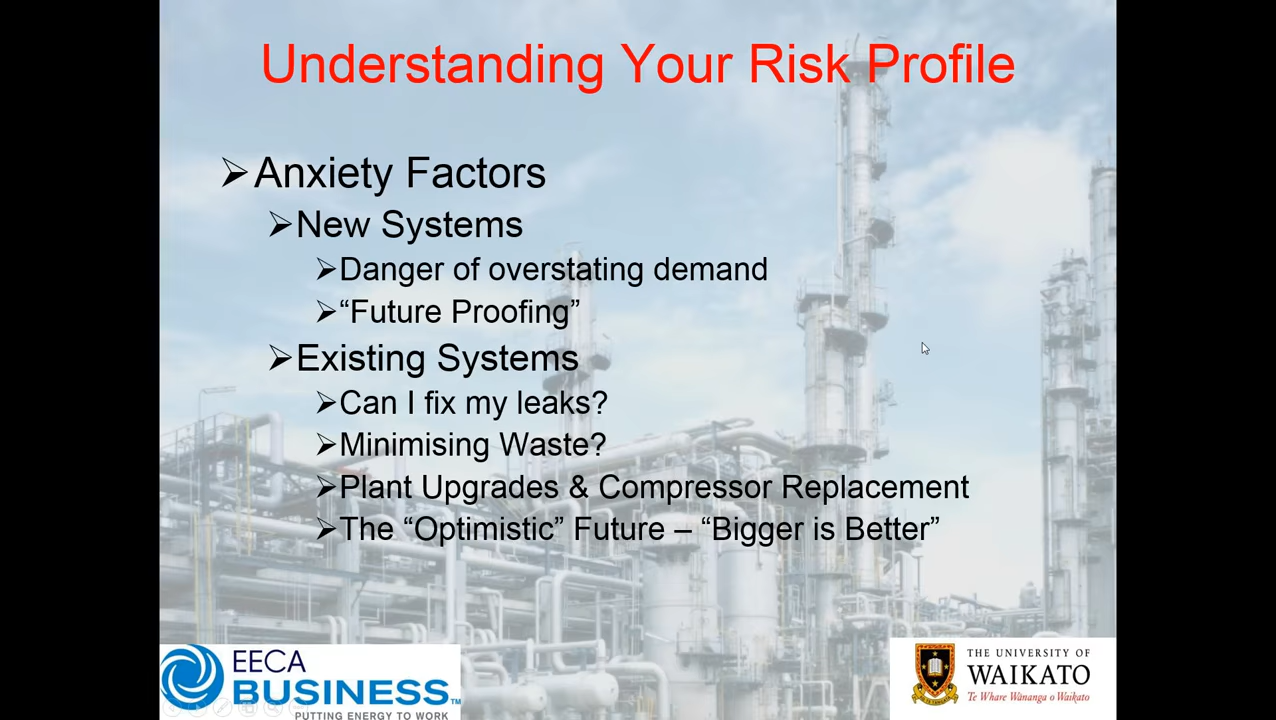 Understanding Your Risk Profile
Anxiety Factors
New Systems
Danger of overstating demand
“Future Proofing”
Existing Systems
Can I fix my leaks?
Minimising Waste?
Plant Upgrades & Compressor Replacement
The “Optimistic” Future – “Bigger is Better”
EECA
BUSINESS™
PUTTING ENERGY TO WORK
THE UNIVERSITY OF
WAIKATO
Te Whare Wānanga o Waikato